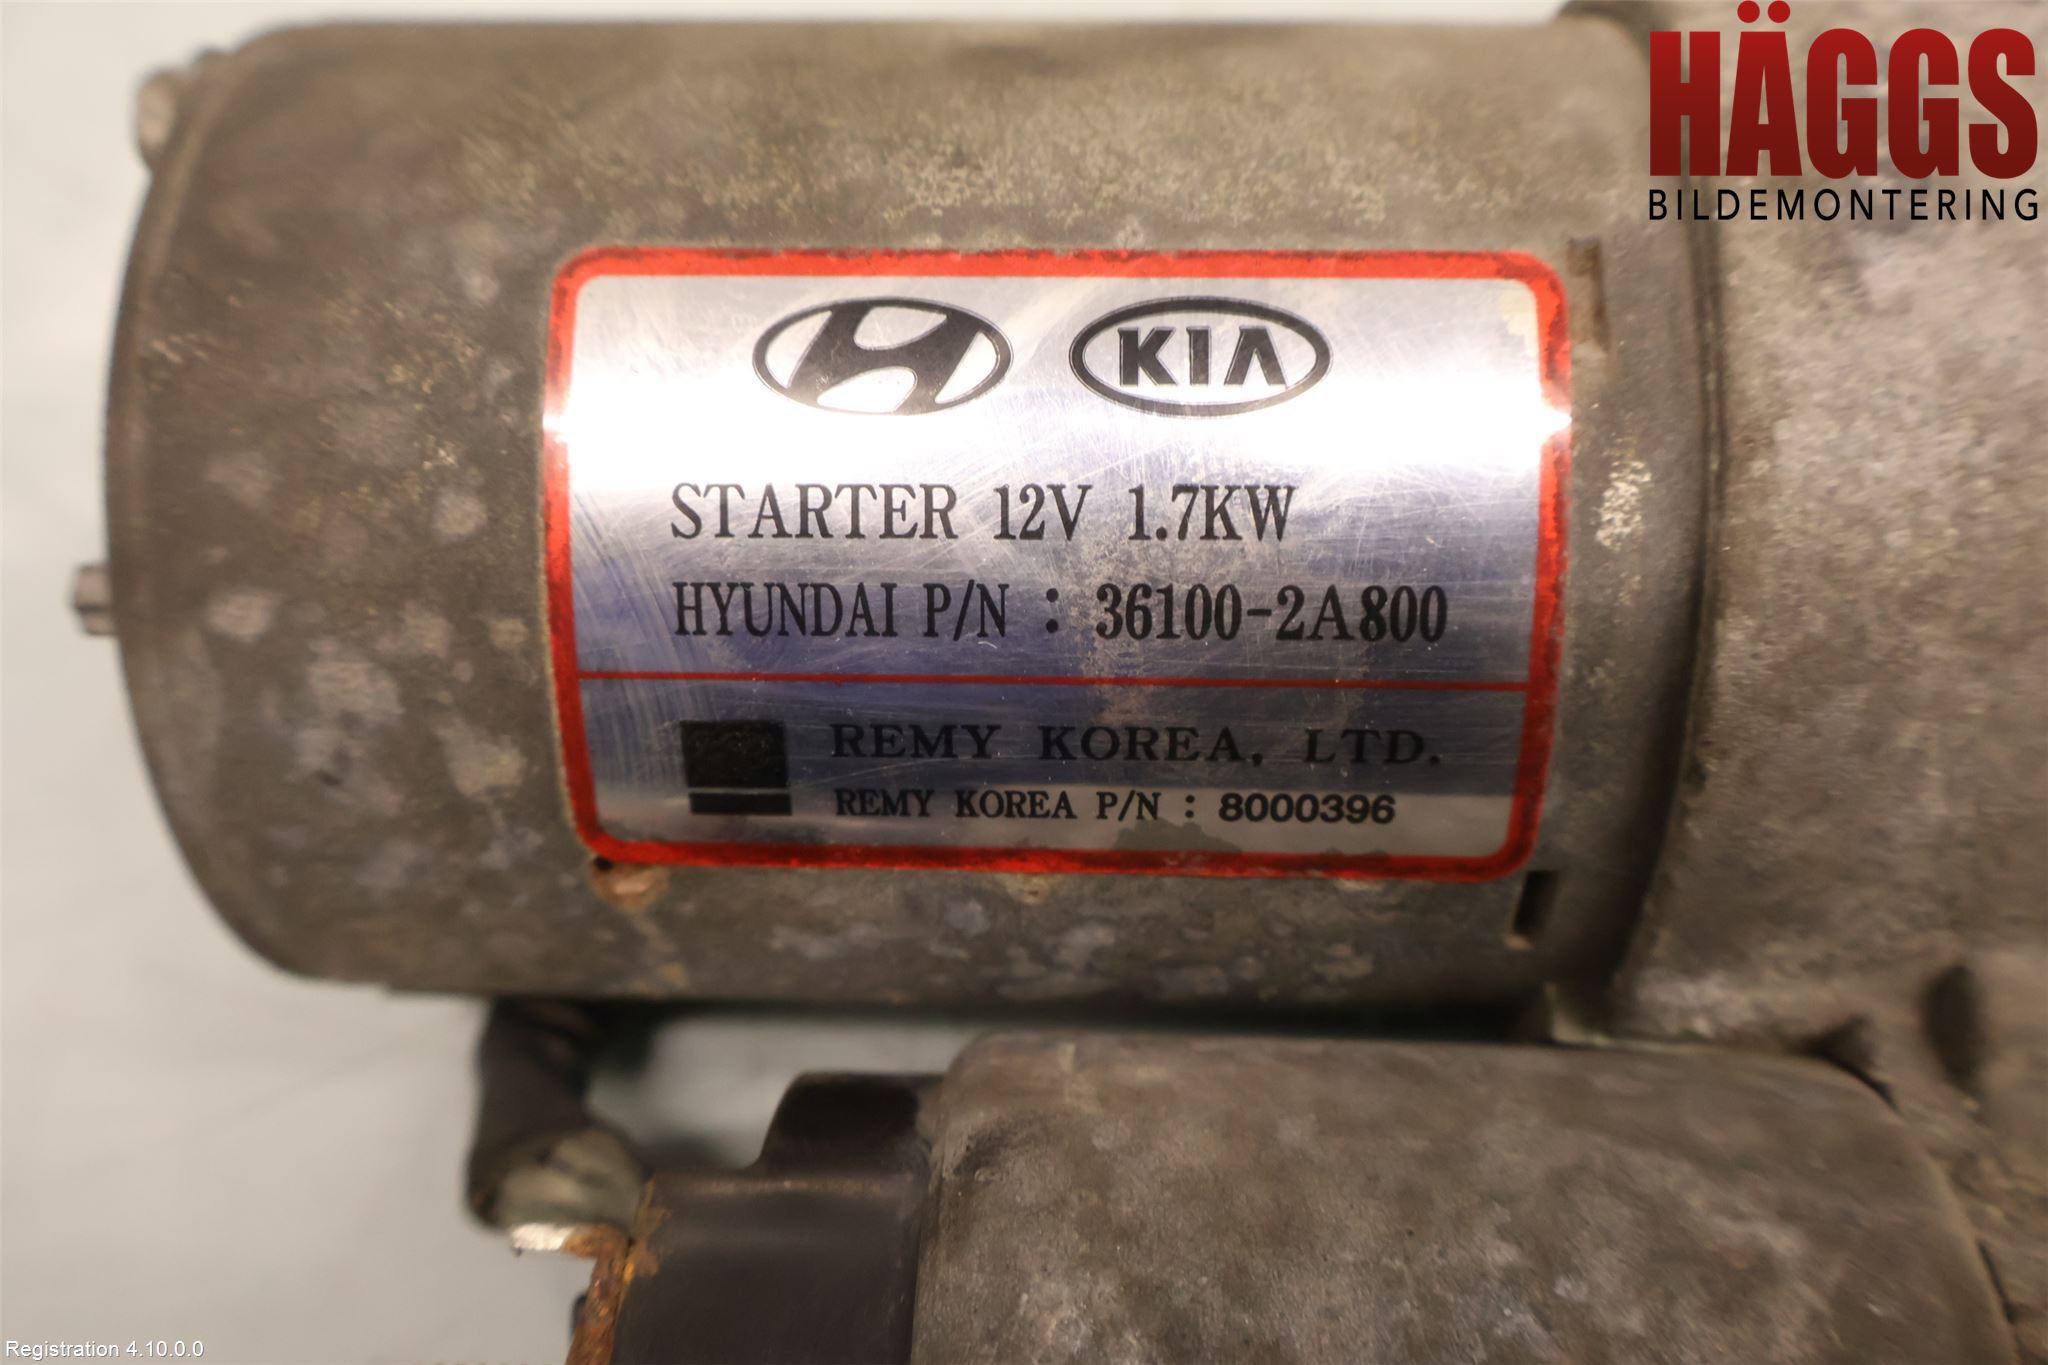 HÄGGS
BILDEMONTERING
KIA
STARTER 12V 1.7KW
HYUNDAI P/N : 36100-2A800
REMY KOREA, LTD.
REMY KOREA P/N : 8000396
Registration 4.10.0.0